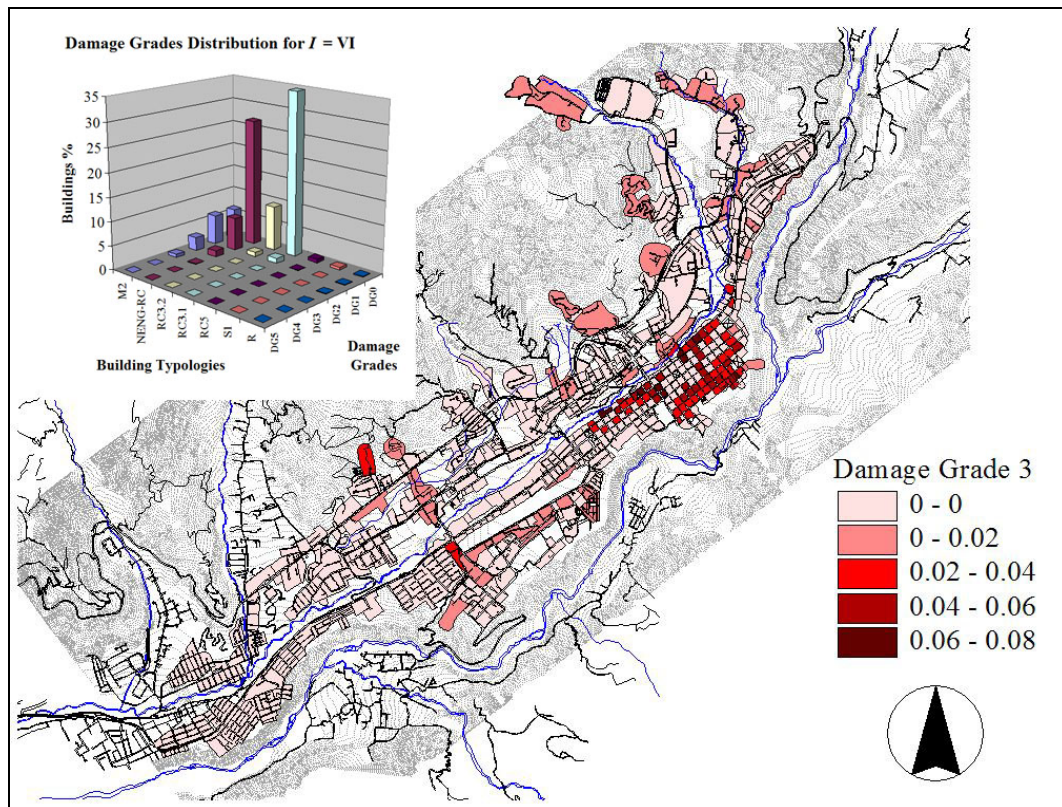 Damage Grades Distribution for I = VI
35
30
25
20
15
10
5
0
Buildings %
M2
NENG-RC
RC3.2
RC3.1
RC5
S1
R
DG5
DG4
DG3
DG2
DG1
DG0
Building Typologies
Damage
Grades
Damage Grade 3
0 - 0
0 - 0.02
0.02 - 0.04
0.04 - 0.06
0.06 - 0.08